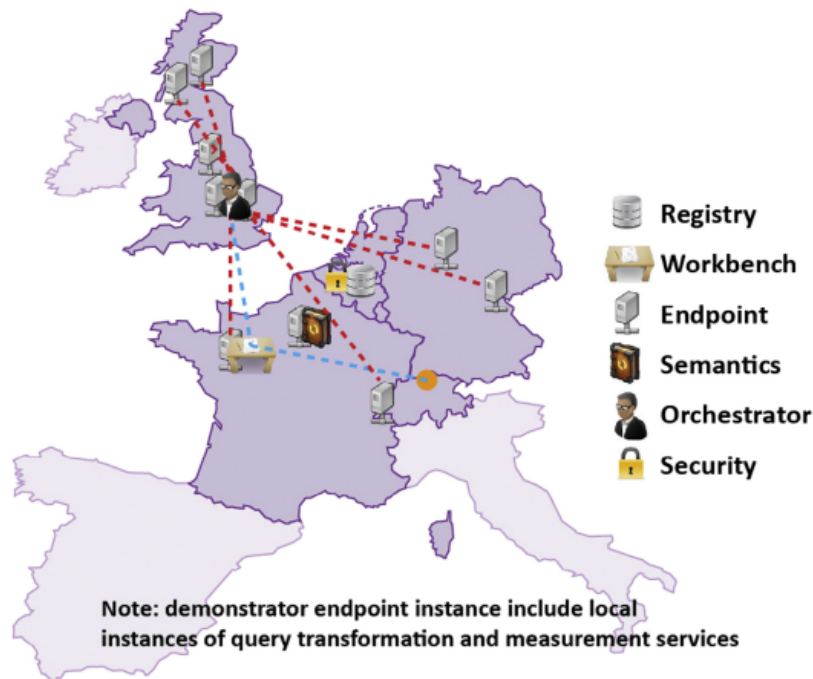 Registry
Workbench
Endpoint
Semantics
Orchestrator
Security
Note: demonstrator endpoint instance include local
instances of query transformation and measurement services